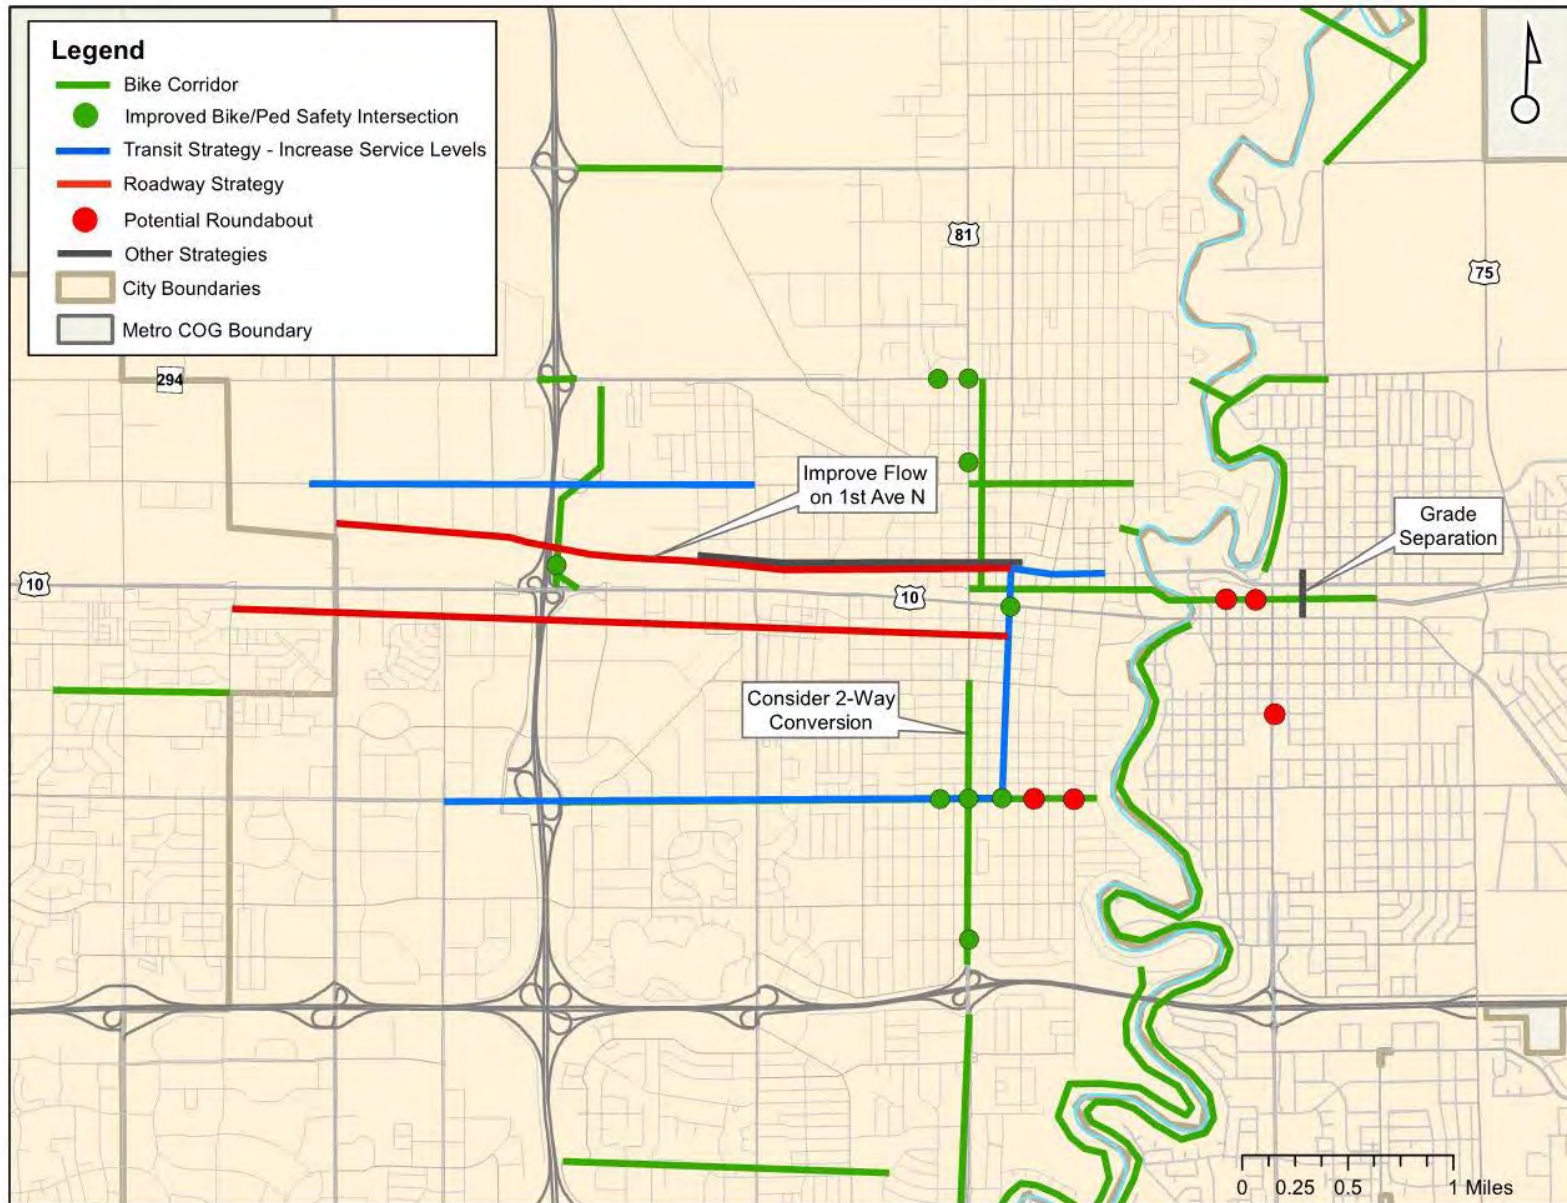 Legend
Bike Corridor
Improved Bike/Ped Safety Intersection
Transit Strategy - Increase Service Levels
Roadway Strategy
Potential Roundabout
Other Strategies
City Boundaries
Metro COG Boundary
81
75
294
Improve Flow
on 1st Ave N
Grade
Separation
10
10
Consider 2-Way
Conversion
0 0.25 0.5 1 Miles